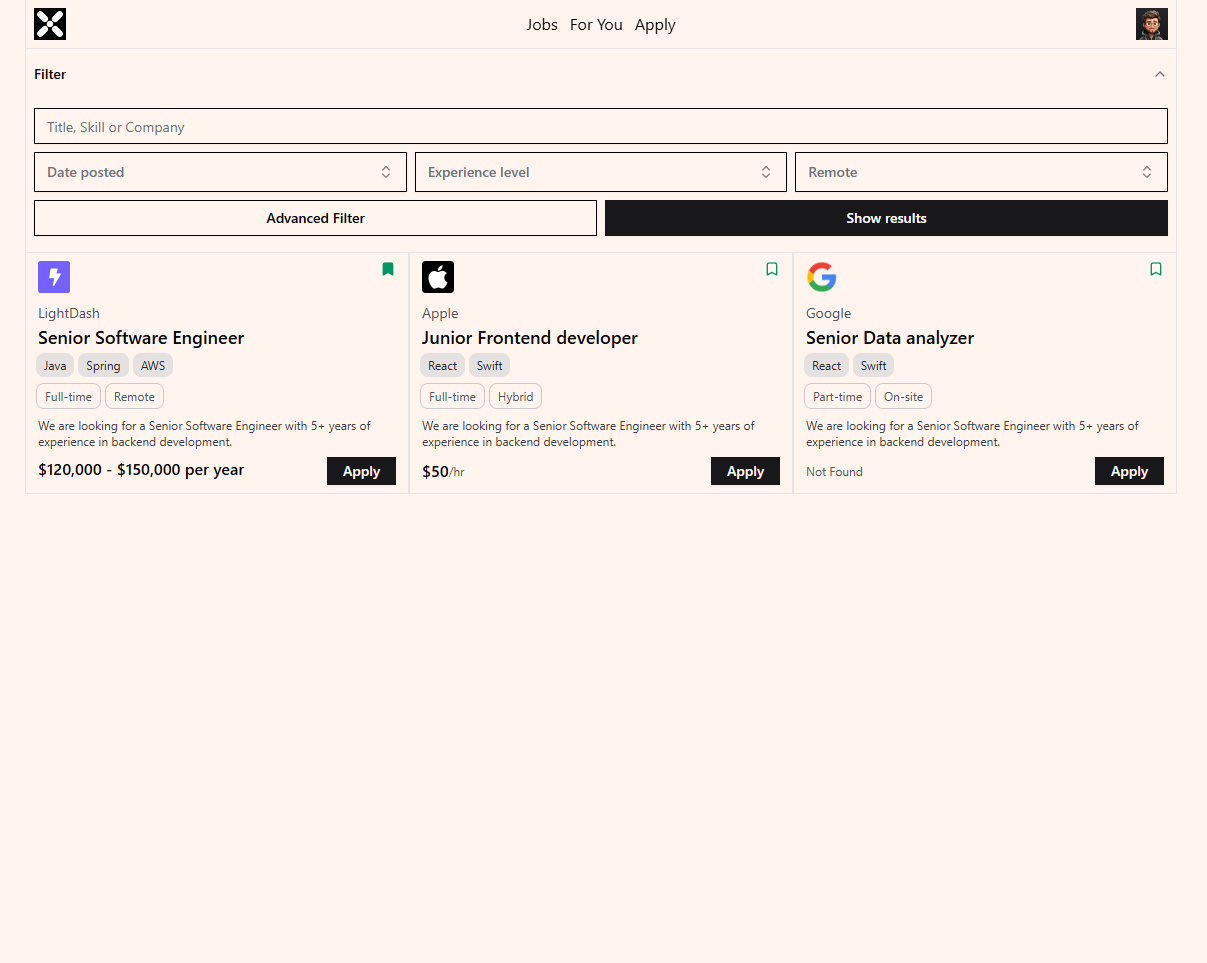 Jobs For You Apply
Filter
Title, Skill or Company
Date posted Experience level Remote
Advanced Filter Show results
LightDash
Senior Software Engineer
Java Spring AWS
Full-time Remote
We are looking for a Senior Software Engineer with 5+ years of
experience in backend development.
$120,000 - $150,000 per year Apply
Apple
Junior Frontend developer
React Swift
Full-time Hybrid
We are looking for a Senior Software Engineer with 5+ years of
experience in backend development.
$50/hr Apply
Google
Senior Data analyzer
React Swift
Part-time On-site
We are looking for a Senior Software Engineer with 5+ years of
experience in backend development.
Not Found Apply